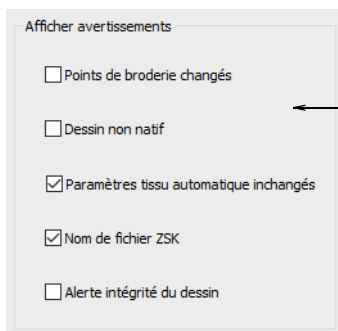 Afficher avertissements
Points de broderie changés
Dessin non natif
Paramètres tissu automatique inchangés
Nom de fichier ZSK
Alerte intégrité du dessin